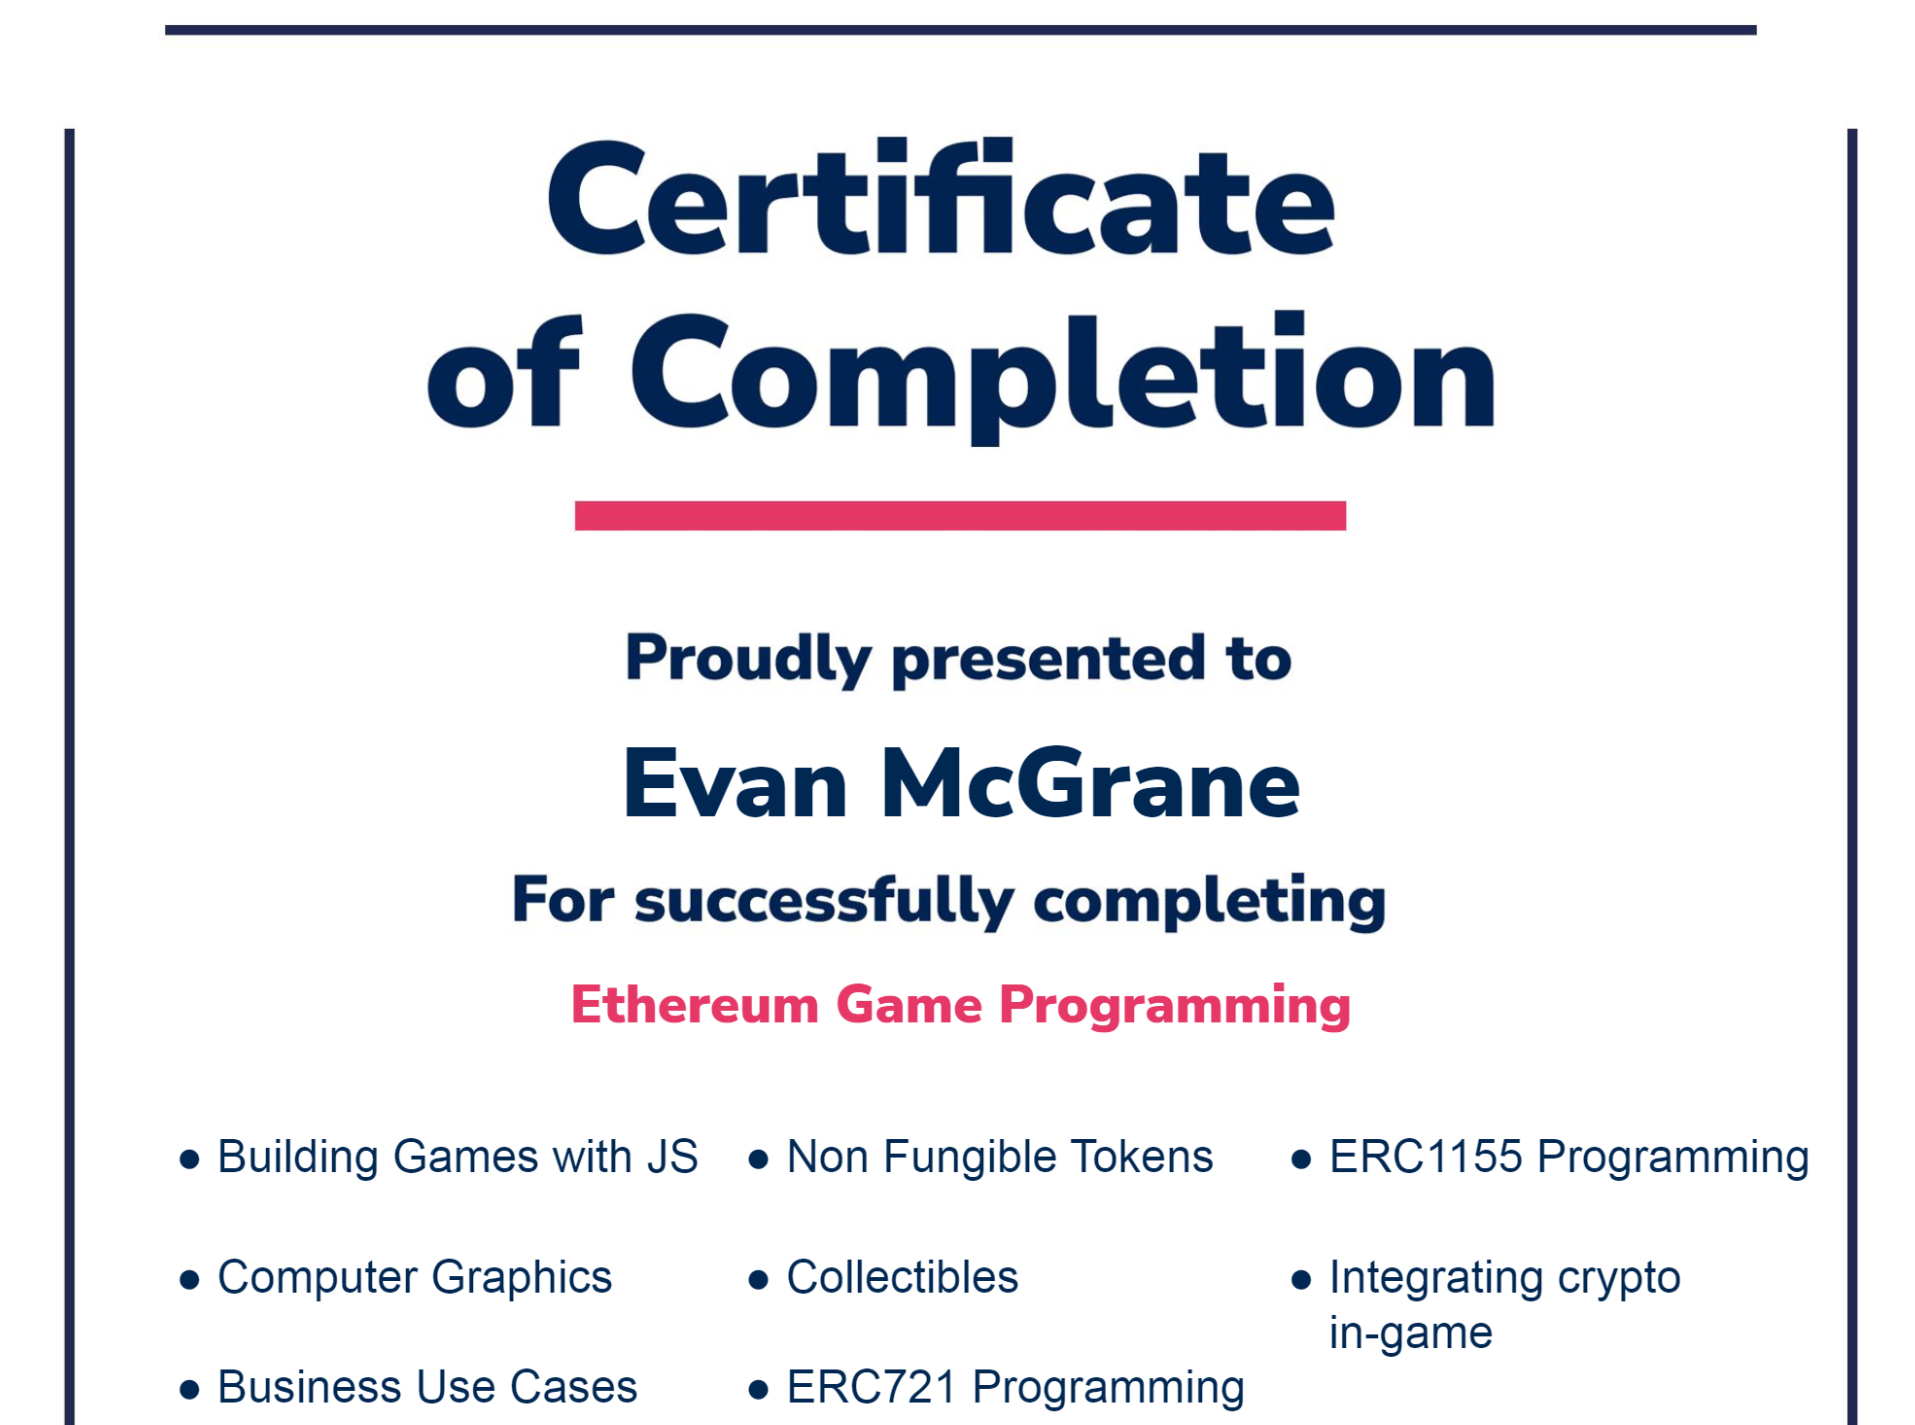 Certificate
of Completion
Proudly presented to
Evan McGrane
For successfully completing
Ethereum Game Programming
● Building Games with JS
● Computer Graphics
● Business Use Cases
● Non Fungible Tokens
● Collectibles
● ERC721 Programming
● ERC1155 Programming
● Integrating crypto
in-game